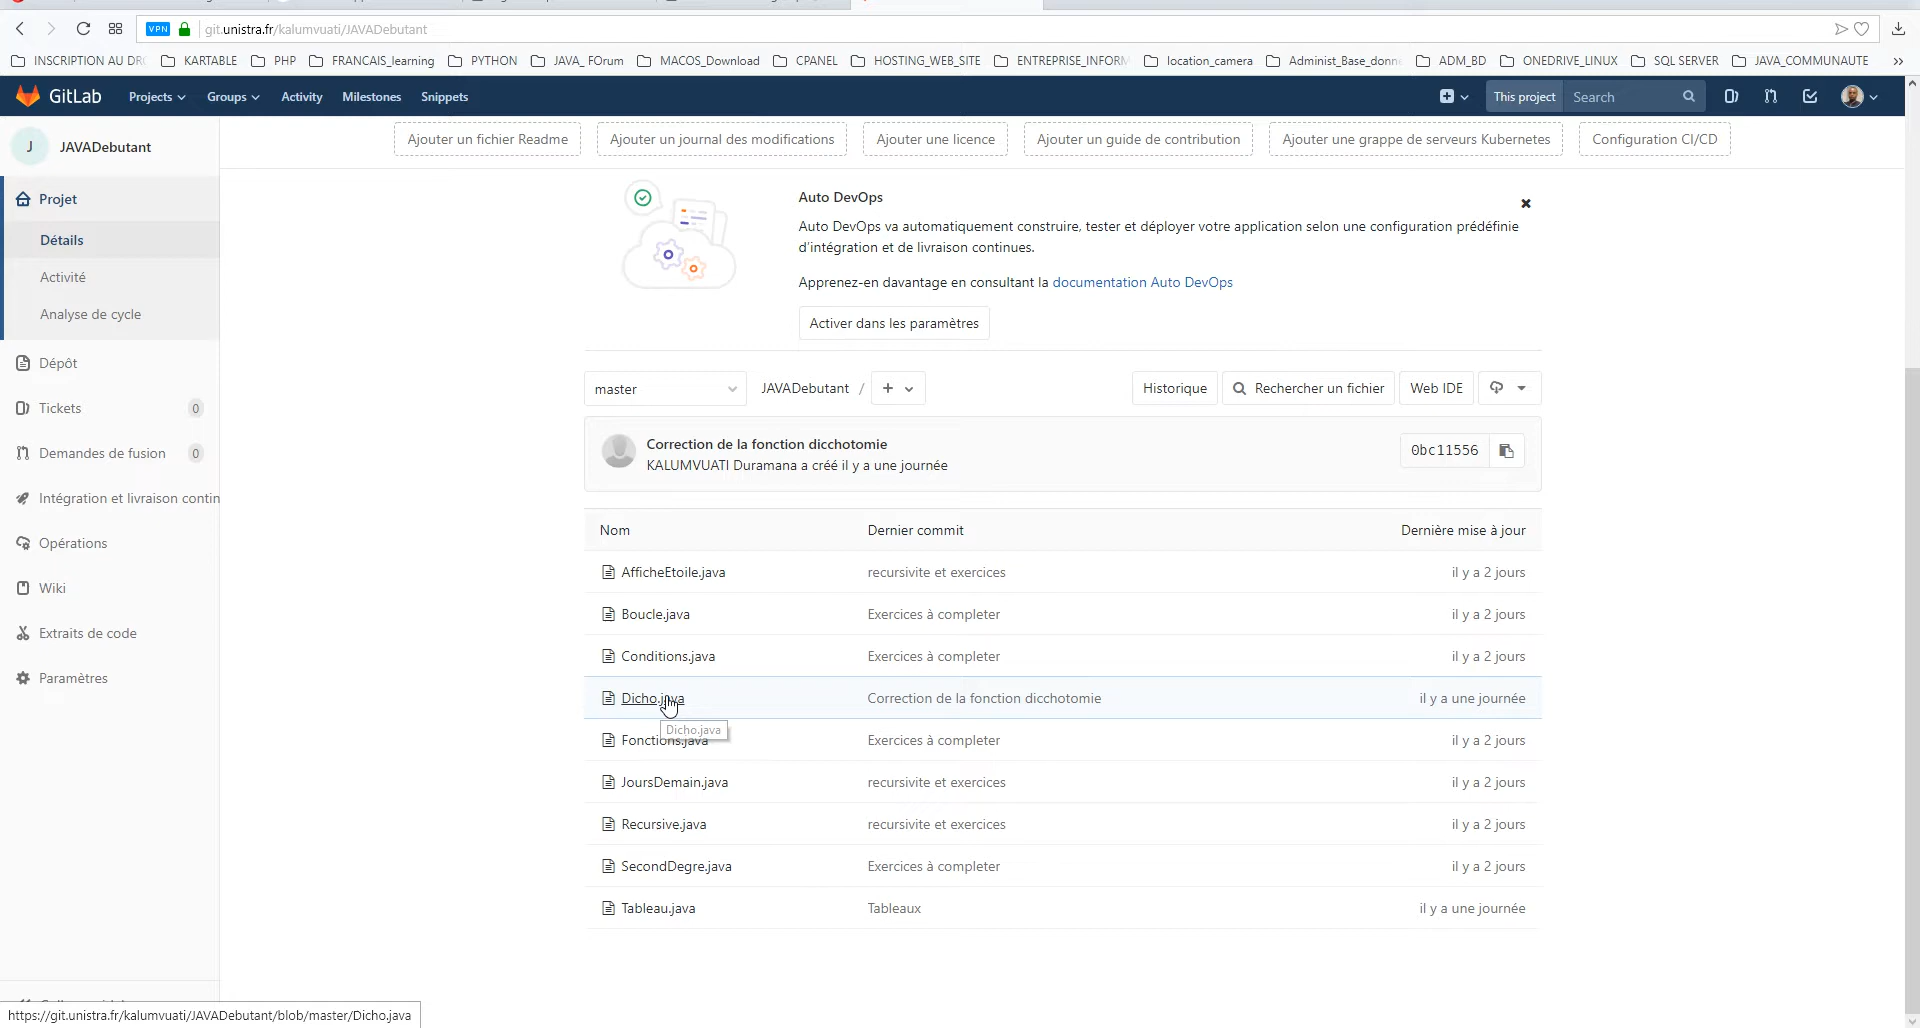 VPN git.unistra.fr/kalumvuati/JAVADebutant
INSCRIPTION AU DR KARTABLE PHP FRANCAIS_learning PYTHON JAVA_ FOrum MACOS_Download CPANEL HOSTING_WEB_SITE ENTREPRISE_INFORM location_camera Administ_Base_donne ADM_BD ONEDRIVE_LINUX SQL SERVER JAVA_COMMUNAUTE »
GitLab Projects Groups Activity Milestones Snippets This project Search
Ajouter un fichier Readme Ajouter un journal des modifications Ajouter une licence Ajouter un guide de contribution Ajouter une grappe de serveurs Kubernetes Configuration CI/CD
J JAVADebutant
Projet
Détails
Activité
Analyse de cycle
Dépôt
Tickets 0
Demandes de fusion 0
Intégration et livraison contin
Opérations
Wiki
Extraits de code
Paramètres
Auto DevOps
Auto DevOps va automatiquement construire, tester et déployer votre application selon une configuration prédéfinie
d’intégration et de livraison continues.
Apprenez-en davantage en consultant la documentation Auto DevOps
Activer dans les paramètres
master JAVADebutant / + Historique Rechercher un fichier Web IDE
Correction de la fonction dicchotomie
KALUMVUATI Duramana a créé il y a une journée
0bc11556
Nom Dernier commit Dernière mise à jour
AfficheEtoile.java recursivite et exercices il y a 2 jours
Boucle.java Exercices à completer il y a 2 jours
Conditions.java Exercices à completer il y a 2 jours
Dicho.java Correction de la fonction dicchotomie il y a une journée
Dicho.java
Fonctions.java Exercices à completer il y a 2 jours
JoursDemain.java recursivite et exercices il y a 2 jours
Recursive.java recursivite et exercices il y a 2 jours
SecondDegre.java Exercices à completer il y a 2 jours
Tableau.java Tableaux il y a une journée
https://git.unistra.fr/kalumvuati/JAVADebutant/blob/master/Dicho.java